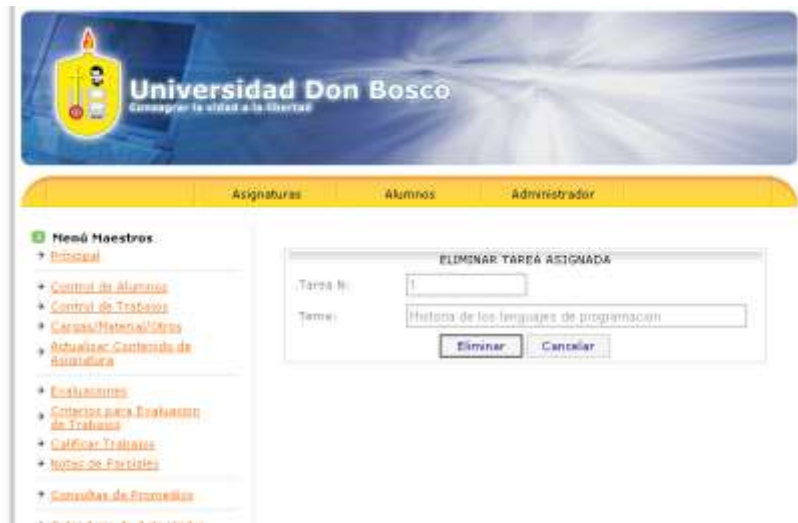 Universidad Don Bosco
Asignaturas Alumnos Administrador
Menú Maestros
Principal
Control de Alumnos
Control de Trabajos
Cargas/Material/Otros
Actualizar Contenido de
Asignatura
Evaluaciones
Criterios para Evaluacion
de Trabajos
Calificar Trabajos
Notas de Parciales
Consultas de Promedios
ELIMINAR TAREA ASIGNADA
Tarea N:
1
Tema:
Historia de los lenguajes de programacion
Eliminar Cancelar